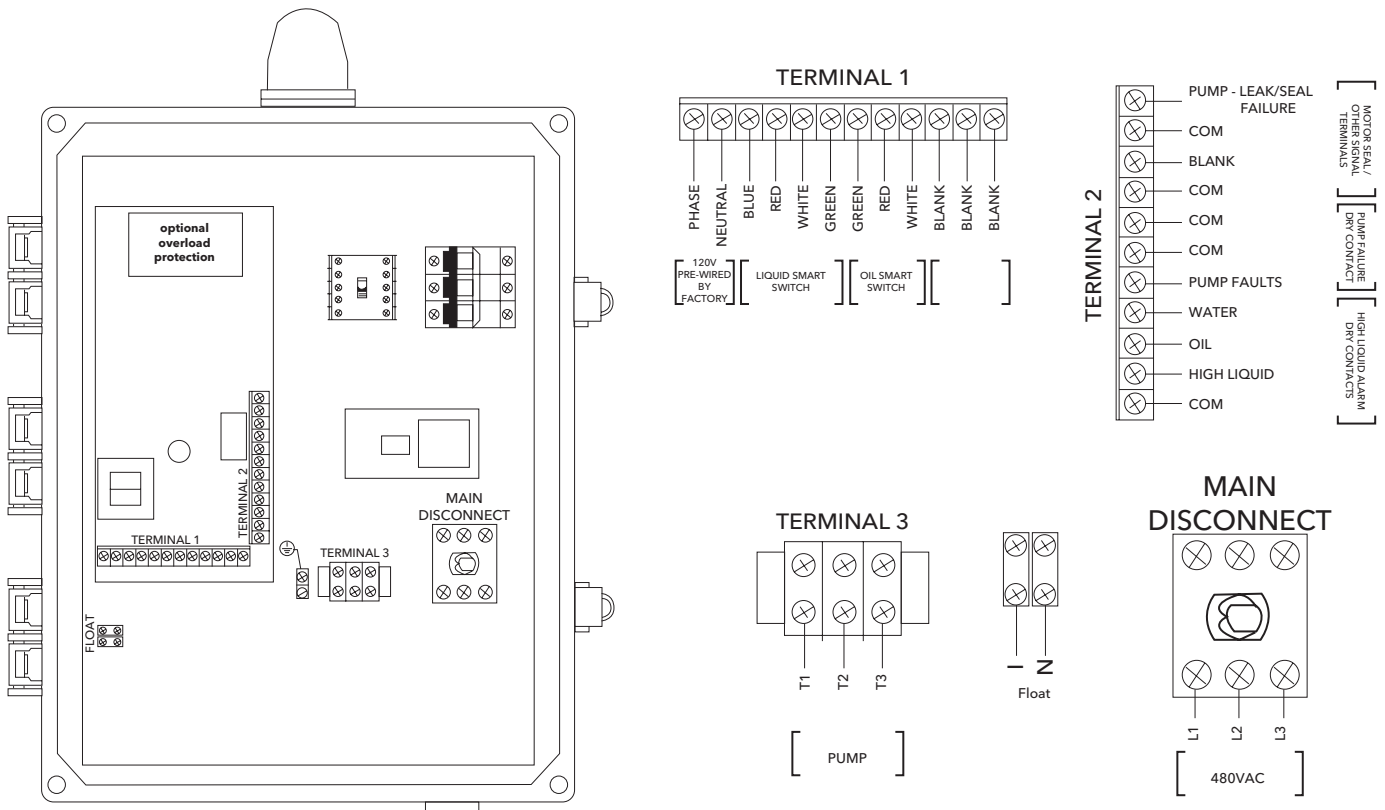 optional
overload
protection
TERMINAL 2
TERMINAL 1
TERMINAL 3
MAIN
DISCONNECT
FLOAT
TERMINAL 1
PHASE
NEUTRAL
BLUE
RED
WHITE
GREEN
GREEN
RED
WHITE
BLANK
BLANK
BLANK
120V
PRE-WIRED
BY
FACTORY
LIQUID SMART
SWITCH
OIL SMART
SWITCH
TERMINAL 2
PUMP - LEAK/SEAL
FAILURE
COM
BLANK
COM
COM
COM
PUMP FAULTS
WATER
OIL
HIGH LIQUID
COM
MOTOR SEAL /
OTHER SIGNAL
TERMINALS
PUMP FAILURE
DRY CONTACT
HIGH LIQUID ALARM
DRY CONTACTS
TERMINAL 3
T1
T2
T3
PUMP
I
N
Float
MAIN
DISCONNECT
L1
L2
L3
480VAC